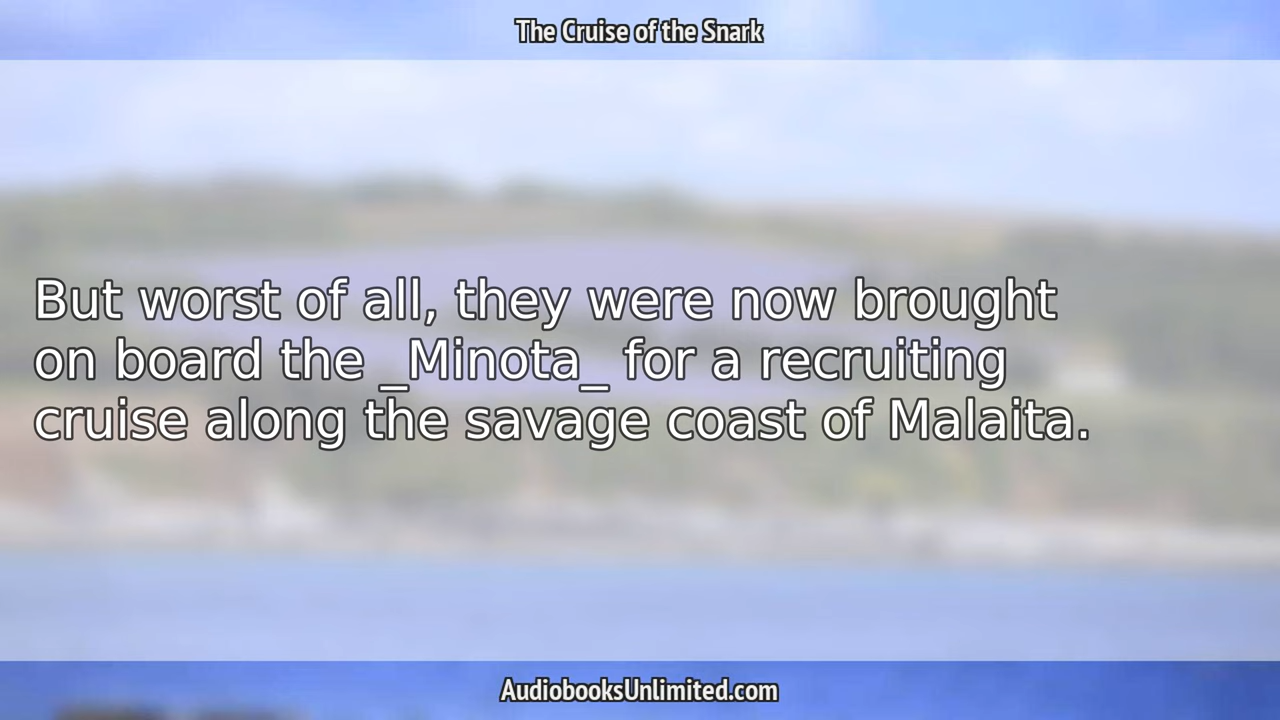 The Cruise of the Snark
But worst of all, they were now brought
on board the _Minota_ for a recruiting
cruise along the savage coast of Malaita.
AudiobooksUnlimited.com